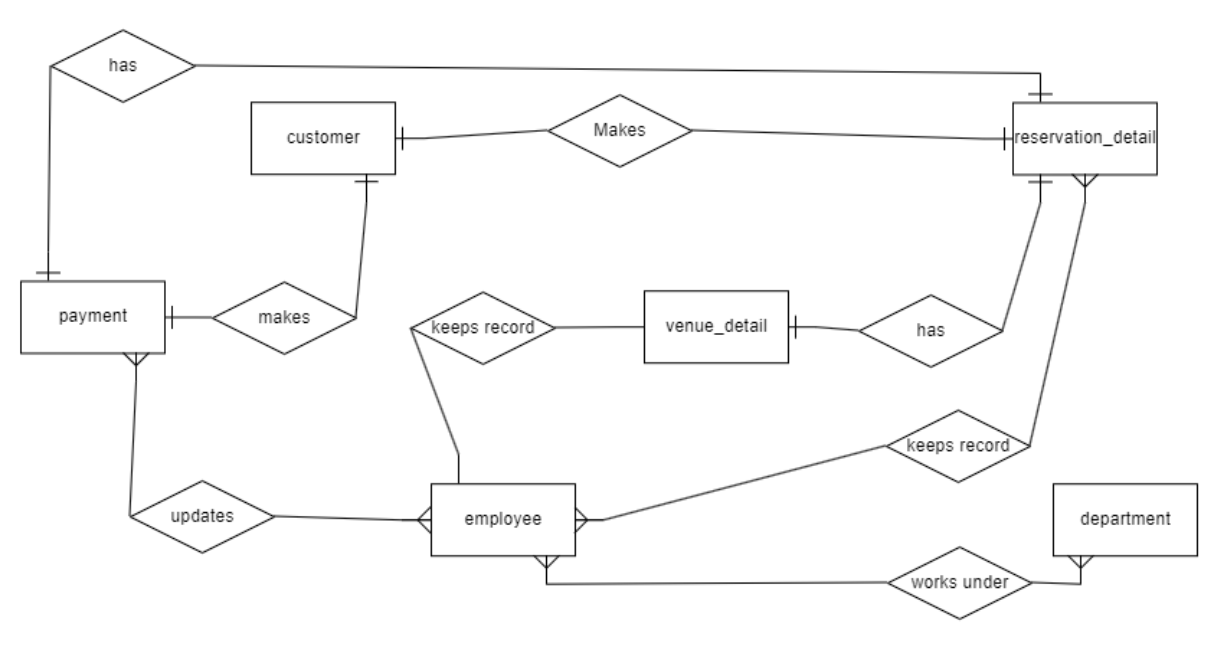 has
customer
Makes
reservation_detail
payment
makes
keeps record
venue_detail
has
keeps record
updates
employee
department
works under